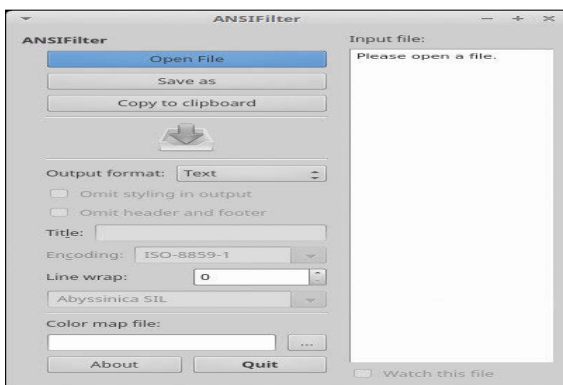 ANSIFilter
ANSIFilter
Open File
Save as
Copy to clipboard
Output format: Text
Omit styling in output
Omit header and footer
Title:
Encoding: ISO-8859-1
Line wrap: 0
Abyssinica SIL
Color map file:
...
About Quit
Input file:
Please open a file.
Watch this file